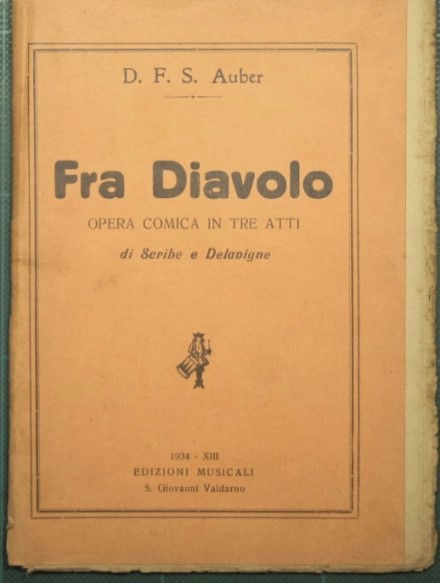 D. F. S. Auber
Fra Diavolo
OPERA COMICA IN TRE ATTI
di Scribe e Delavigne
1934 - XIII
EDIZIONI MUSICALI
S. Giovanni Valdarno